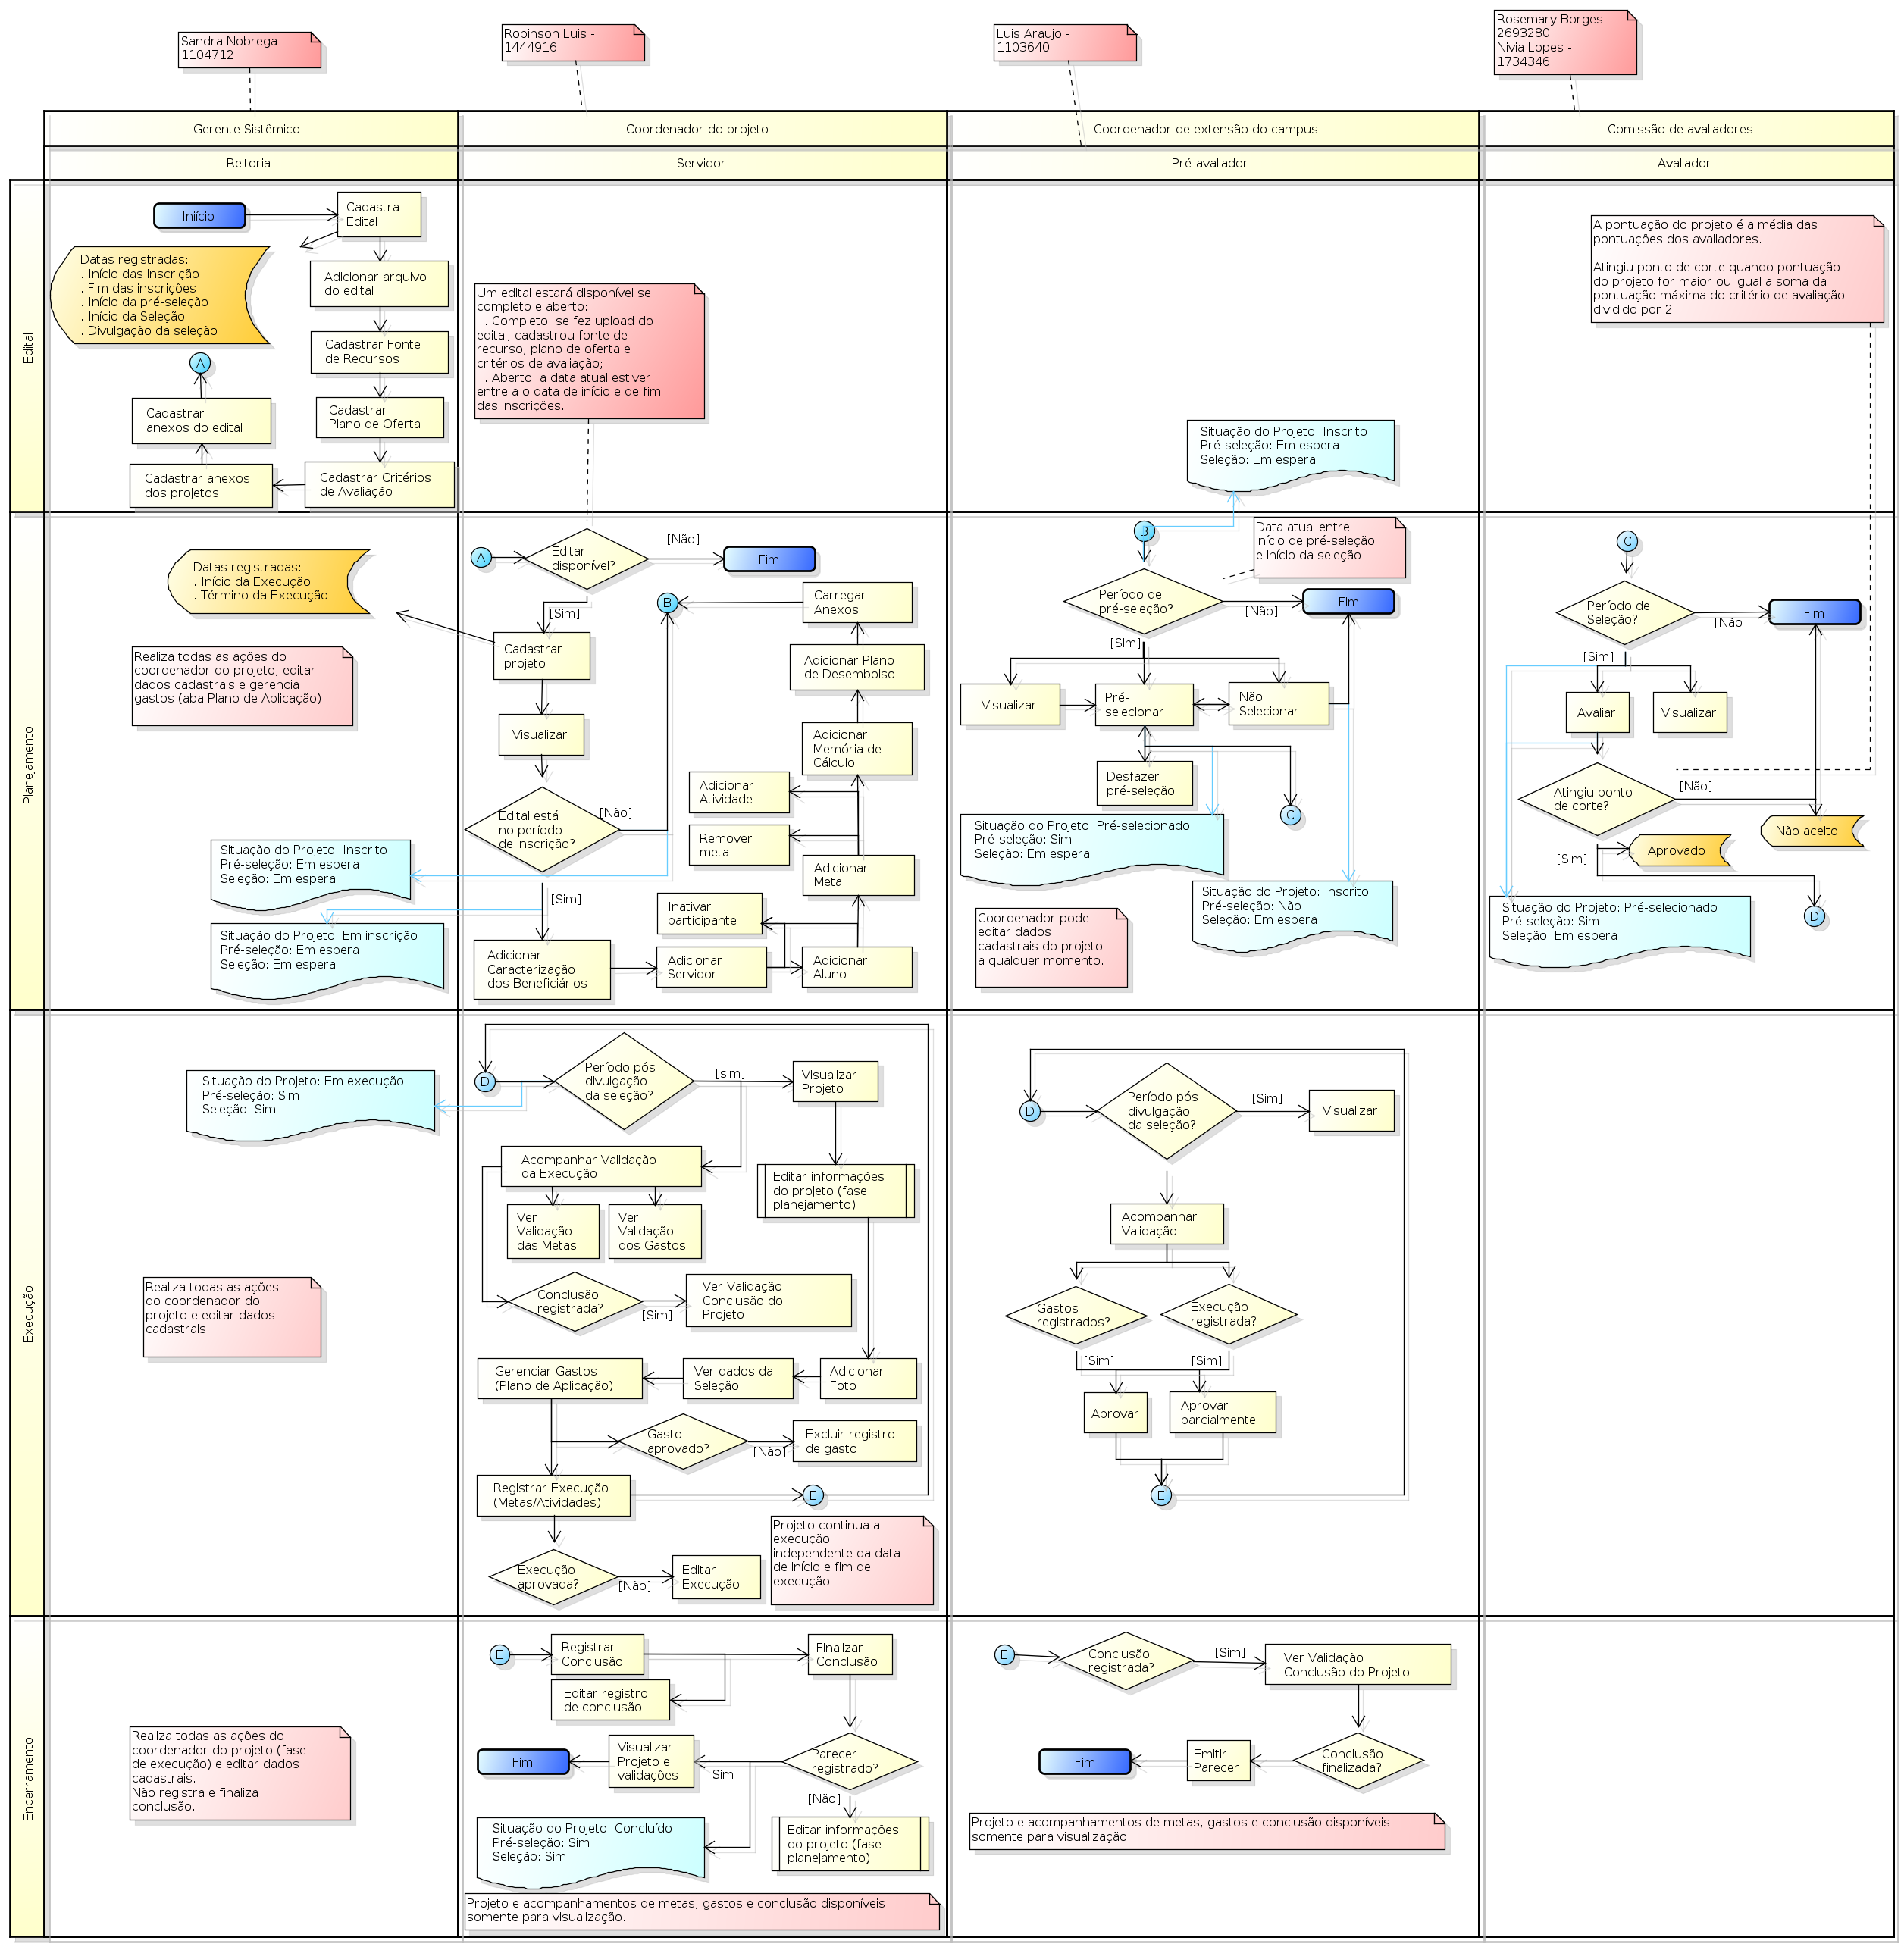 Sandra Nobrega -
1104712
Robinson Luis -
1444916
Luis Araujo -
1103640
Rosemary Borges -
2693280
Nivia Lopes -
1734346
Gerente Sistêmico
Coordenador do projeto
Coordenador de extensão do campus
Comissão de avaliadores
Reitoria
Servidor
Pré-avaliador
Avaliador
Edital
Iniício
Cadastra
Edital
Datas registradas:
. Início das inscrição
. Fim das inscrições
. Início da pré-seleção
. Início da Seleção
. Divulgação da seleção
Adicionar arquivo
do edital
Cadastrar Fonte
de Recursos
A
Cadastrar
anexos do edital
Cadastrar
Plano de Oferta
Cadastrar anexos
dos projetos
Cadastrar Critérios
de Avaliação
Um edital estará disponível se
completo e aberto:
. Completo: se fez upload do
edital, cadastrou fonte de
recurso, plano de oferta e
critérios de avaliação;
. Aberto: a data atual estiver
entre a o data de início e de fim
das inscrições.
Situação do Projeto: Inscrito
Pré-seleção: Em espera
Seleção: Em espera
A pontuação do projeto é a média das
pontuações dos avaliadores.
Atingiu ponto de corte quando pontuação
do projeto for maior ou igual a soma da
pontuação máxima do critério de avaliação
dividido por 2
Planejamento
Datas registradas:
. Início da Execução
. Término da Execução
Realiza todas as ações do
coordenador do projeto, editar
dados cadastrais e gerencia
gastos (aba Plano de Aplicação)
Situação do Projeto: Inscrito
Pré-seleção: Em espera
Seleção: Em espera
Situação do Projeto: Em inscrição
Pré-seleção: Em espera
Seleção: Em espera
A
Editar
disponível?
[Não]
Fim
[Sim]
B
Carregar
Anexos
Cadastrar
projeto
Adicionar Plano
de Desembolso
Visualizar
Adicionar
Memória de
Cálculo
Adicionar
Atividade
Edital está
no período
de inscrição?
[Não]
Remover
meta
Adicionar
Meta
[Sim]
Inativar
participante
Adicionar
Caracterização
dos Beneficiários
Adicionar
Servidor
Adicionar
Aluno
B
Data atual entre
início de pré-seleção
e início da seleção
Período de
pré-seleção?
[Não]
Fim
[Sim]
Visualizar
Pré-
selecionar
Não
Selecionar
Desfazer
pré-seleção
C
Situação do Projeto: Pré-selecionado
Pré-seleção: Sim
Seleção: Em espera
Situação do Projeto: Inscrito
Pré-seleção: Não
Seleção: Em espera
Coordenador pode
editar dados
cadastrais do projeto
a qualquer momento.
C
Período de
Seleção?
[Não]
Fim
[Sim]
Avaliar
Visualizar
Atingiu ponto
de corte?
[Não]
Não aceito
Aprovado
[Sim]
D
Situação do Projeto: Pré-selecionado
Pré-seleção: Sim
Seleção: Em espera
Execução
Situação do Projeto: Em execução
Pré-seleção: Sim
Seleção: Sim
Realiza todas as ações
do coordenador do
projeto e editar dados
cadastrais.
D
Período pós
divulgação
da seleção?
[sim]
Visualizar
Projeto
Acompanhar Validação
da Execução
Editar informações
do projeto (fase
planejamento)
Ver
Validação
das Metas
Ver
Validação
dos Gastos
Conclusão
registrada?
[Sim]
Ver Validação
Conclusão do
Projeto
Gerenciar Gastos
(Plano de Aplicação)
Ver dados da
Seleção
Adicionar
Foto
Gasto
aprovado?
[Não]
Excluir registro
de gasto
Registrar Execução
(Metas/Atividades)
E
Projeto continua a
execução
independente da data
de início e fim de
execução
Execução
aprovada?
[Não]
Editar
Execução
D
Período pós
divulgação
da seleção?
[Sim]
Visualizar
Acompanhar
Validação
Gastos
registrados?
Execução
registrada?
[Sim]
[Sim]
Aprovar
Aprovar
parcialmente
E
Encerramento
Realiza todas as ações do
coordenador do projeto (fase
de execução) e editar dados
cadastrais.
Não registra e finaliza
conclusão.
E
Registrar
Conclusão
Finalizar
Conclusão
Editar registro
de conclusão
Fim
Visualizar
Projeto e
validações
[Sim]
Parecer
registrado?
[Não]
Situação do Projeto: Concluído
Pré-seleção: Sim
Seleção: Sim
Editar informações
do projeto (fase
planejamento)
Projeto e acompanhamentos de metas, gastos e conclusão disponíveis
somente para visualização.
E
Conclusão
registrada?
[Sim]
Ver Validação
Conclusão do Projeto
Fim
Emitir
Parecer
Conclusão
finalizada?
Projeto e acompanhamentos de metas, gastos e conclusão disponíveis
somente para visualização.